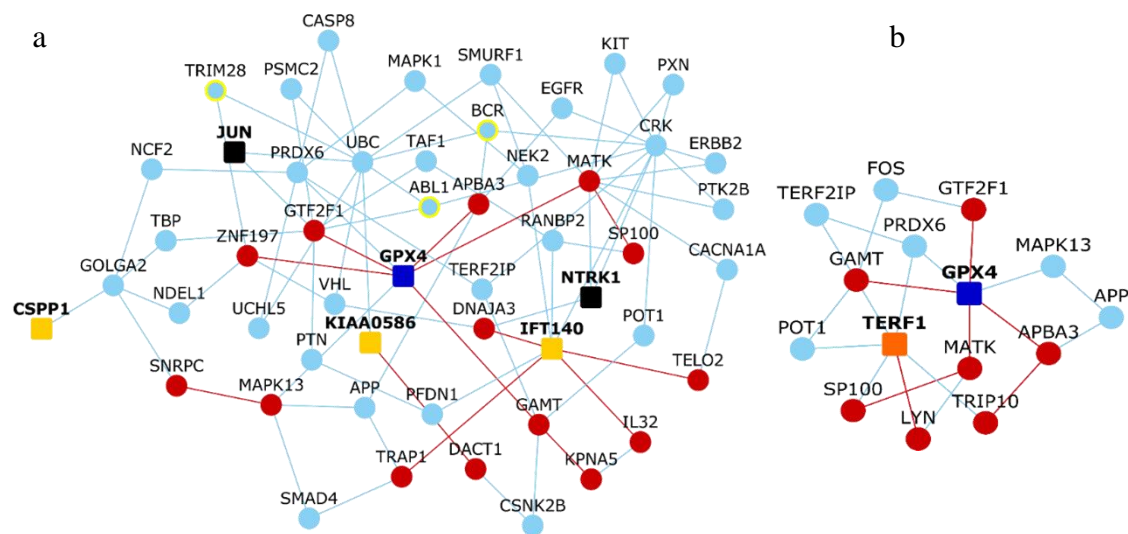 a
b
CASP8
TRIM28
PSMC2
MAPK1
SMURF1
KIT
PXN
EGFR
BCR
JUN
UBC
TAF1
CRK
NCF2
PRDX6
NEK2
MATK
ERBB2
ABL1
APBA3
PTK2B
TBP
GTF2F1
RANBP2
SP100
ZNF197
GPX4
CACNA1A
GOLGA2
TERF2IP
NTRK1
NDEL1
VHL
UCHL5
DNAJA3
CSPP1
KIAA0586
IFT140
POT1
PTN
SNRPC
TELO2
MAPK13
APP
PFDN1
GAMT
IL32
TRAP1
DACT1
KPNA5
SMAD4
CSNK2B
FOS
GTF2F1
TERF2IP
PRDX6
MAPK13
GAMT
GPX4
APP
POT1
TERF1
APBA3
MATK
SP100
LYN
TRIP10